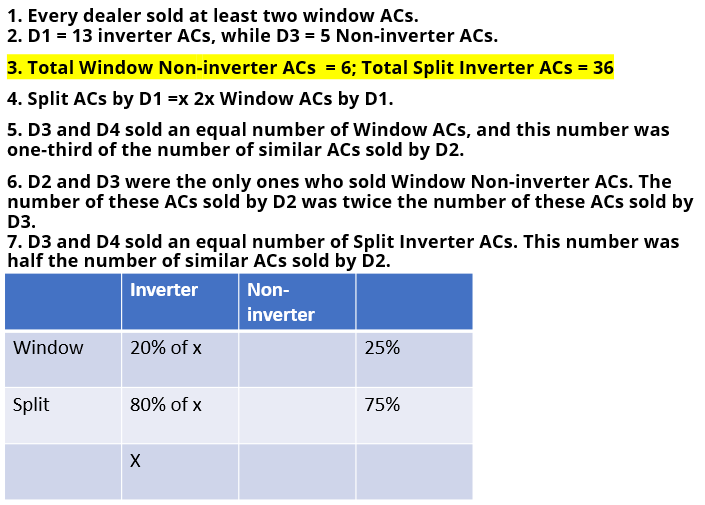 1. Every dealer sold at least two window ACs.
2. D1 = 13 inverter ACs, while D3 = 5 Non-inverter ACs.
3. Total Window Non-inverter ACs = 6; Total Split Inverter ACs = 36
4. Split ACs by D1 =x 2x Window ACs by D1.
5. D3 and D4 sold an equal number of Window ACs, and this number was
one-third of the number of similar ACs sold by D2.
6. D2 and D3 were the only ones who sold Window Non-inverter ACs. The
number of these ACs sold by D2 was twice the number of these ACs sold by
D3.
7. D3 and D4 sold an equal number of Split Inverter ACs. This number was
half the number of similar ACs sold by D2.
Inverter Non-
inverter
Window 20% of x 25%
Split 80% of x 75%
X